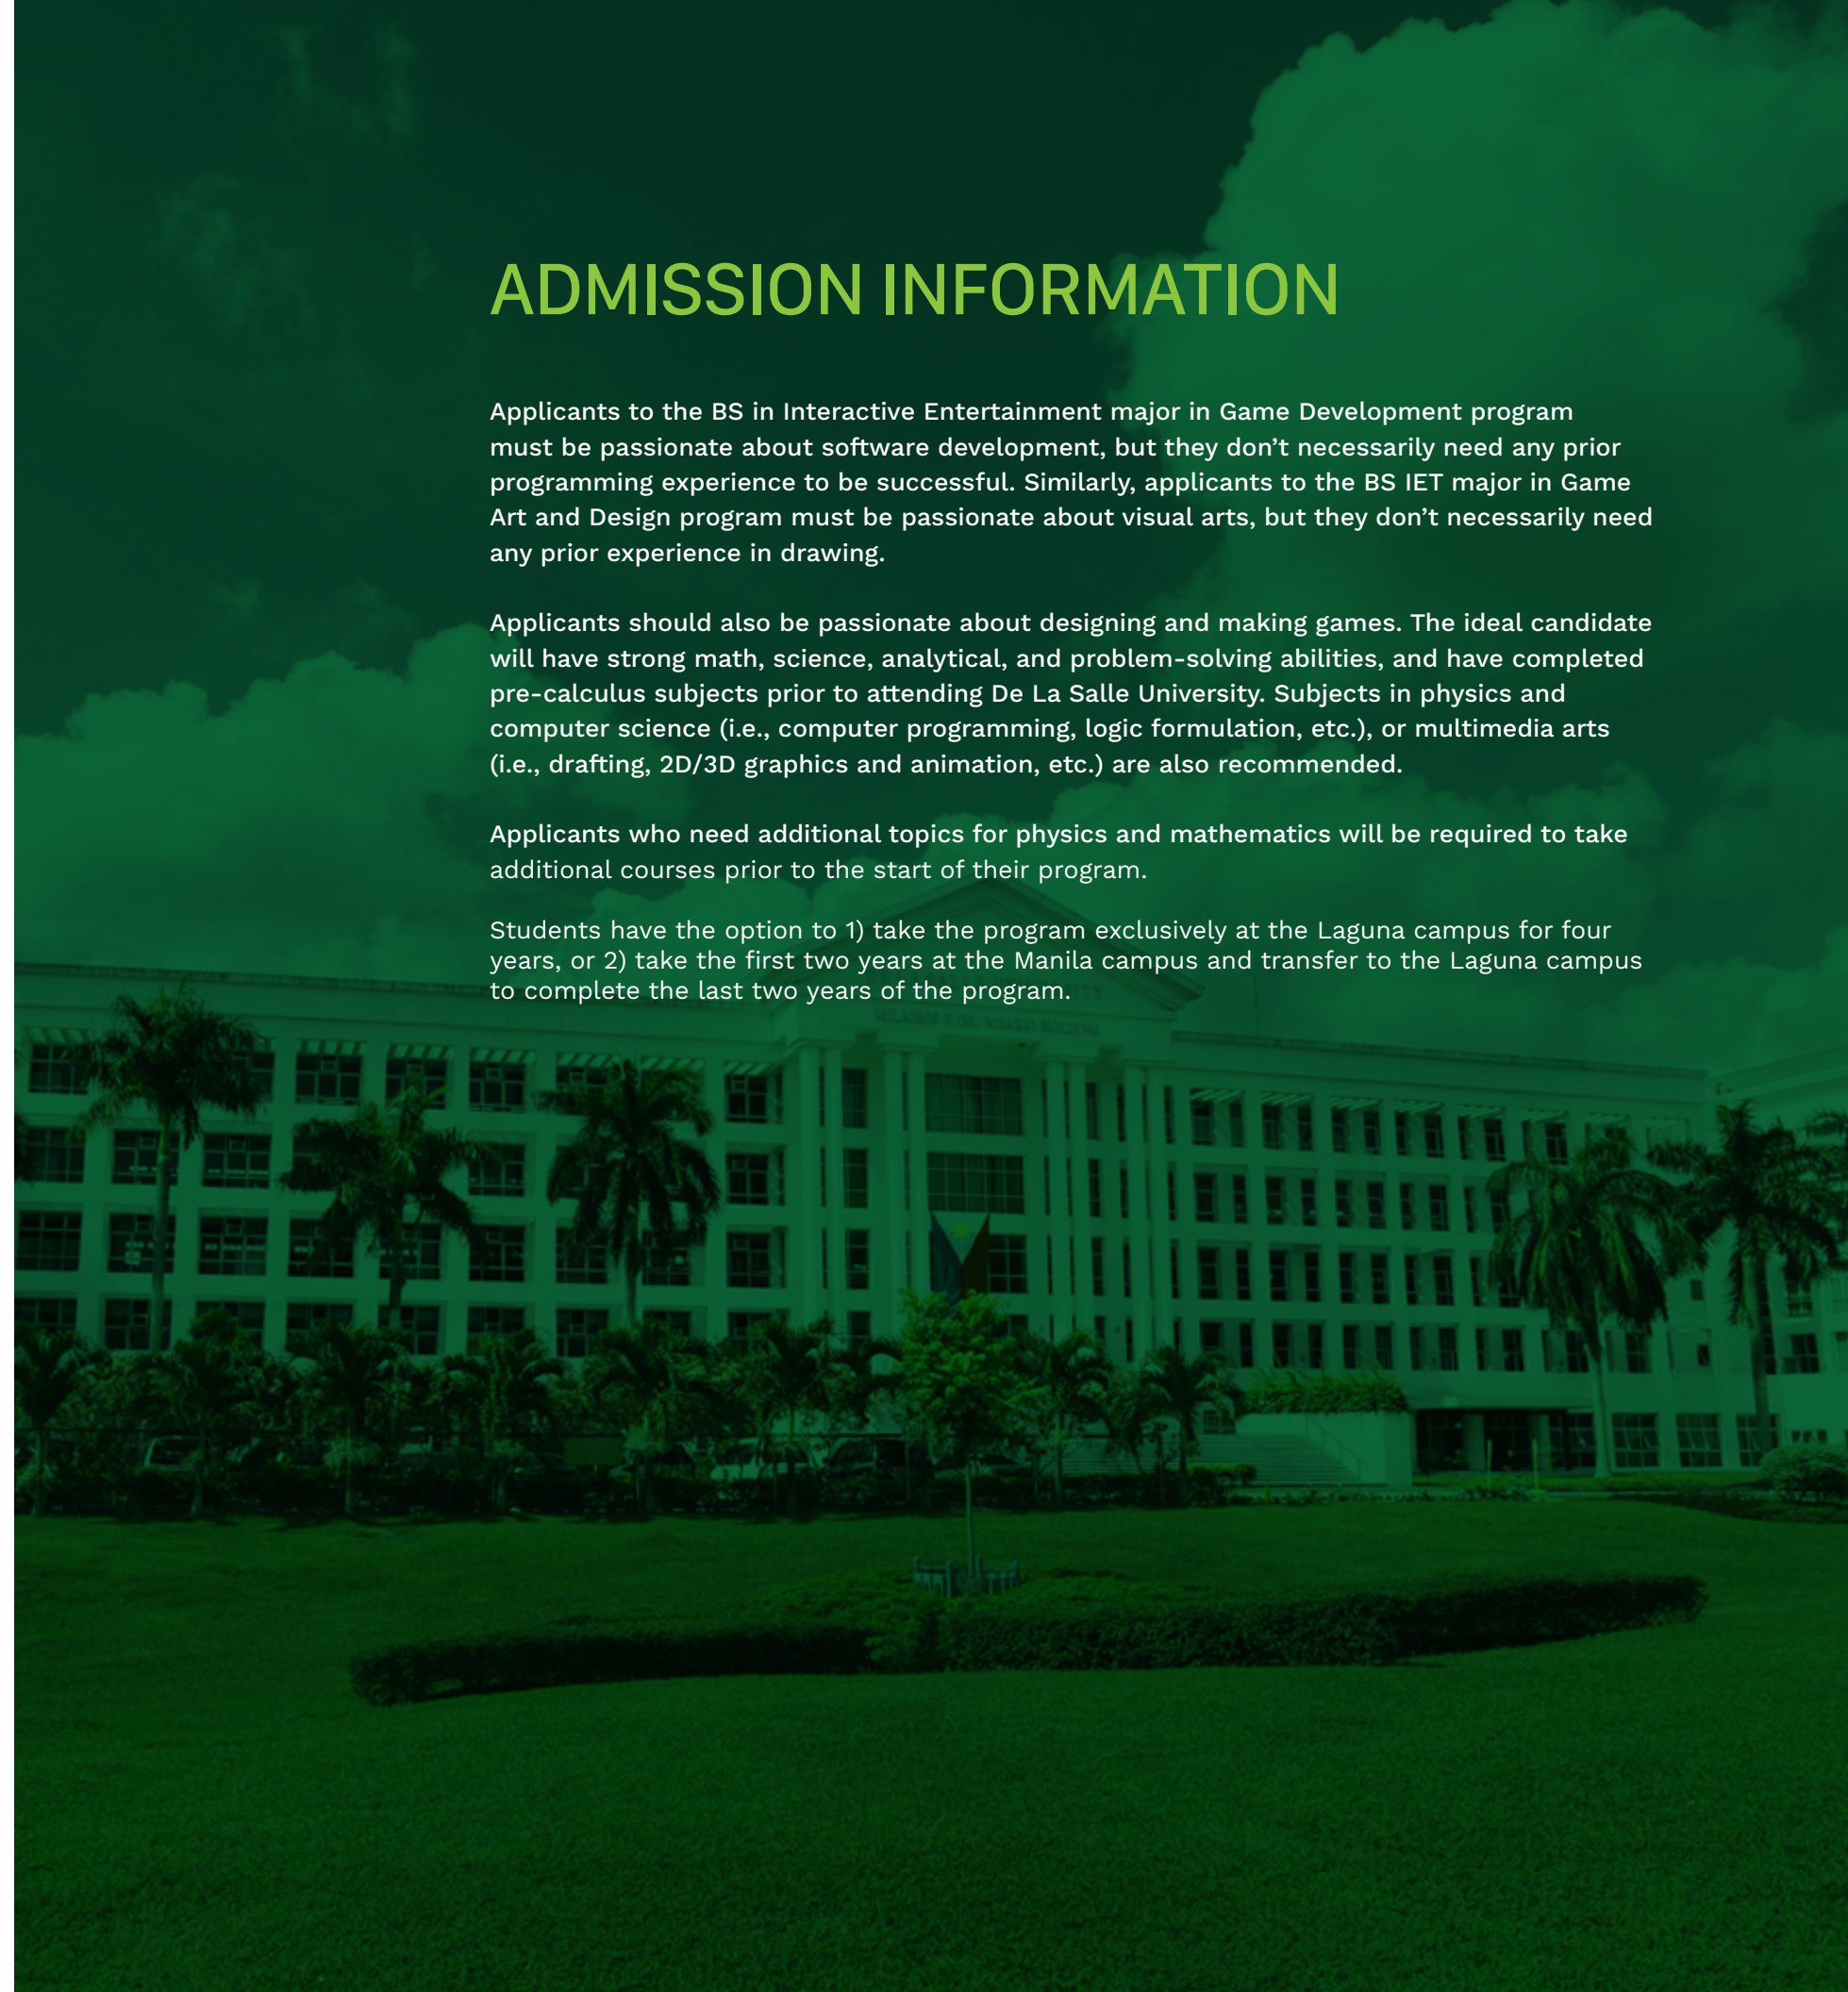 ADMISSION INFORMATION
Applicants to the BS in Interactive Entertainment major in Game Development program
must be passionate about software development, but they don’t necessarily need any prior
programming experience to be successful. Similarly, applicants to the BS IET major in Game
Art and Design program must be passionate about visual arts, but they don’t necessarily need
any prior experience in drawing.
Applicants should also be passionate about designing and making games. The ideal candidate
will have strong math, science, analytical, and problem-solving abilities, and have completed
pre-calculus subjects prior to attending De La Salle University. Subjects in physics and
computer science (i.e., computer programming, logic formulation, etc.), or multimedia arts
(i.e., drafting, 2D/3D graphics and animation, etc.) are also recommended.
Applicants who need additional topics for physics and mathematics will be required to take
additional courses prior to the start of their program.
Students have the option to 1) take the program exclusively at the Laguna campus for four
years, or 2) take the first two years at the Manila campus and transfer to the Laguna campus
to complete the last two years of the program.